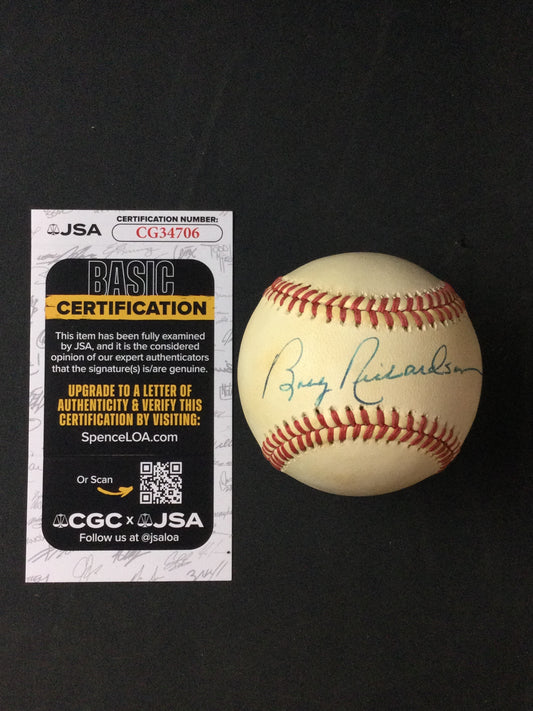 JSA
CERTIFICATION NUMBER:
CG34706
BASIC
CERTIFICATION
This item has been fully examined
by JSA, and it is the considered
opinion of our expert authenticators
that the signature(s) is/are genuine.
UPGRADE TO A LETTER OF
AUTHENTICITY & VERIFY THIS
CERTIFICATION BY VISITING:
SpenceLOA.com
Or Scan
CGC x JSA
Follow us at @jsaloa
Bobby Richardson